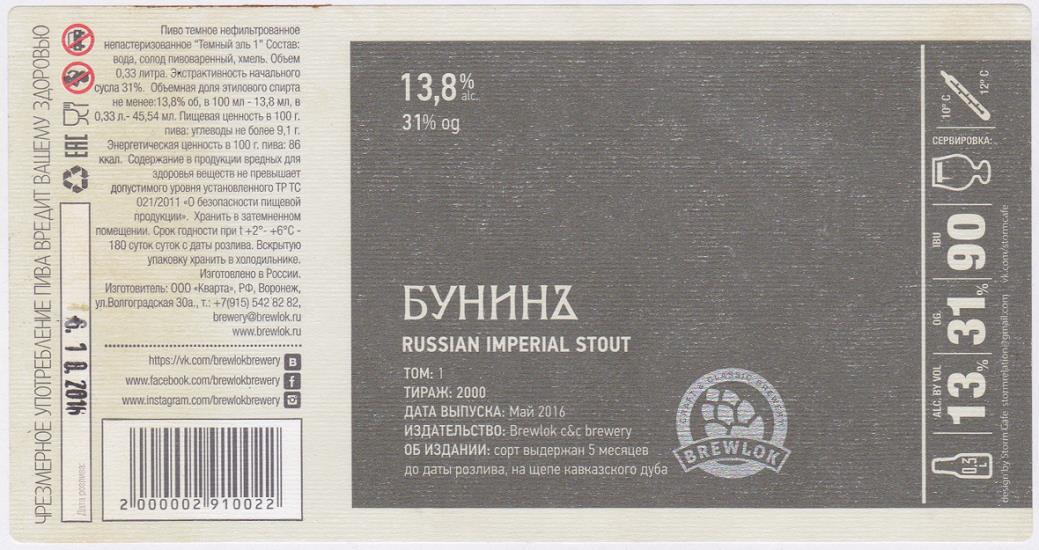 ЧРЕЗМЕРНОЕ УПОТРЕБЛЕНИЕ ПИВА ВРЕДИТ ВАШЕМУ ЗДОРОВЬЮ
Пиво темное нефильтрованное
непастеризованное "Темный эль 1" Состав:
вода, солод пивоваренный, хмель. Объем
0,33 литра. Экстрактивность начального
сусла 31%. Объемная доля этилового спирта
не менее:13,8% об, в 100 мл - 13,8 мл, в
0,33 л.- 45,54 мл. Пищевая ценность в 100 г.
пива: углеводы не более 9,1 г.
Энергетическая ценность в 100 г. пива: 86
ккал. Содержание в продукции вредных для
здоровья веществ не превышает
допустимого уровня установленного ТР ТС
021/2011 «О безопасности пищевой
продукции». Хранить в затемненном
помещении. Срок годности при t +2°- +6°C -
180 суток суток с даты розлива. Вскрытую
упаковку хранить в холодильнике.
Изготовлено в России.
Изготовитель: ООО «Кварта», РФ, Воронеж,
ул.Волгоградская 30а., т.: +7(915) 542 82 82,
brewery@brewlok.ru
www.brewlok.ru
https://vk.com/brewlokbrewery
www.facebook.com/brewlokbrewery
www.instagram.com/brewlokbrewery
EAC
Дата розлива:
2 000002 910022
13,8% alc.
31% og
БУНИНЪ
RUSSIAN IMPERIAL STOUT
ТОМ: 1
ТИРАЖ: 2000
ДАТА ВЫПУСКА: Май 2016
ИЗДАТЕЛЬСТВО: Brewlok c&c brewery
ОБ ИЗДАНИИ: сорт выдержан 5 месяцев
до даты розлива, на щепе кавказского дуба
CRAFT & CLASSIC BREWERY
BREWLOK
10° C
12° C
СЕРВИРОВКА:
IBU
90
OG.
31%
ALC. BY VOL
13%
0,3 L
design by Storm Cafe stormrelation@gmail.com vk.com/stormcafe